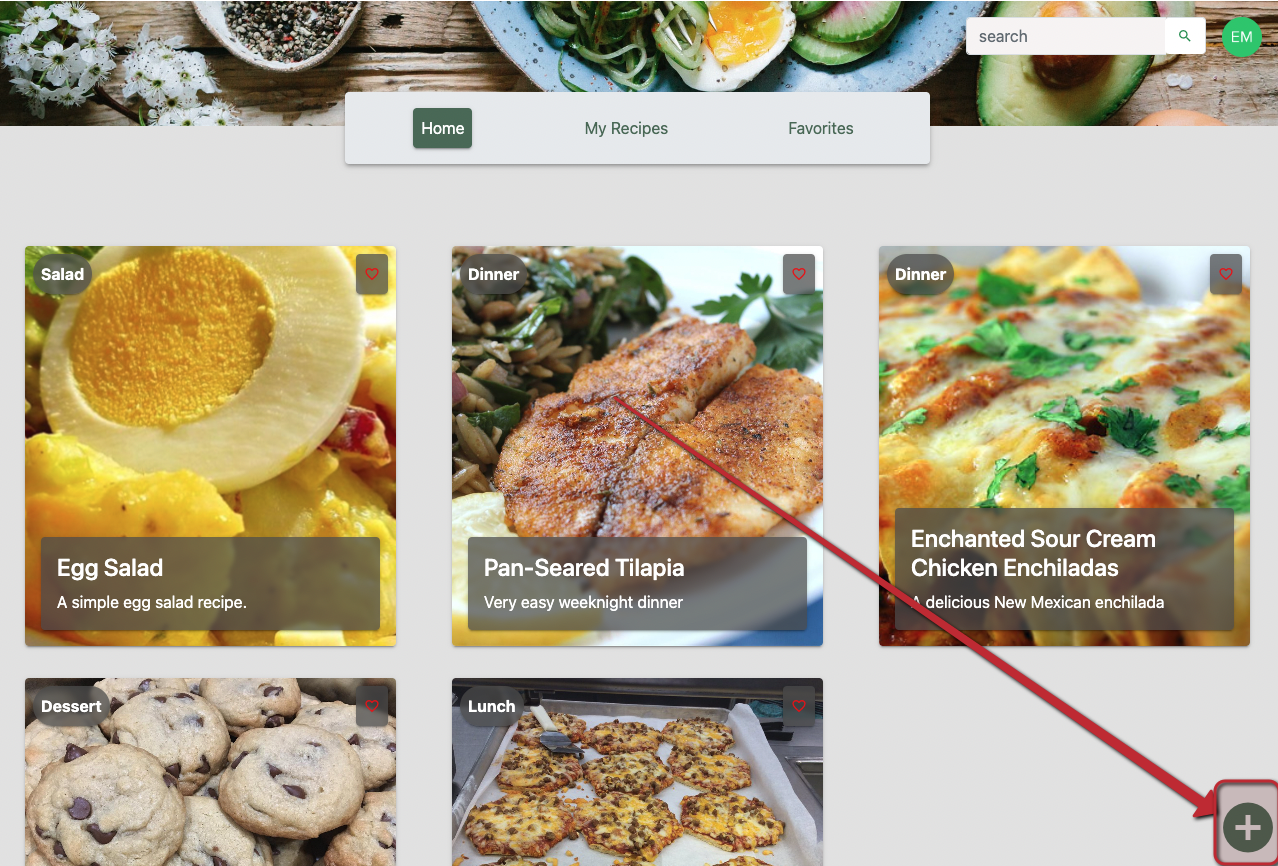 search
EM
Home
My Recipes
Favorites
Salad
Dinner
Dinner
Egg Salad
A simple egg salad recipe.
Pan-Seared Tilapia
Very easy weeknight dinner
Enchanted Sour Cream
Chicken Enchiladas
A delicious New Mexican enchilada
Dessert
Lunch